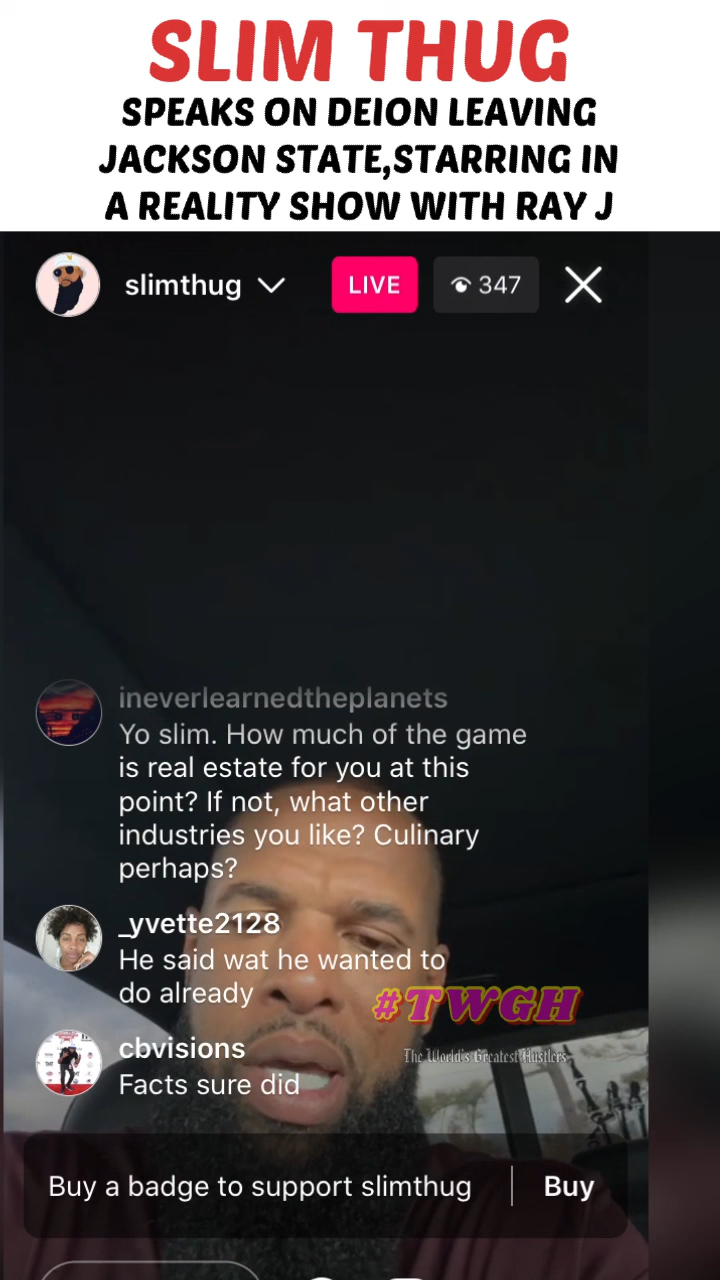 SLIM THUG
SPEAKS ON DEION LEAVING
JACKSON STATE,STARRING IN
A REALITY SHOW WITH RAY J
slimthug
LIVE
347
ineverlearnedtheplanets
Yo slim. How much of the game
is real estate for you at this
point? If not, what other
industries you like? Culinary
perhaps?
_yvette2128
He said wat he wanted to
do already
#TWGH
The World's Greatest Hustlers
cbvisions
Facts sure did
Buy a badge to support slimthug
Buy